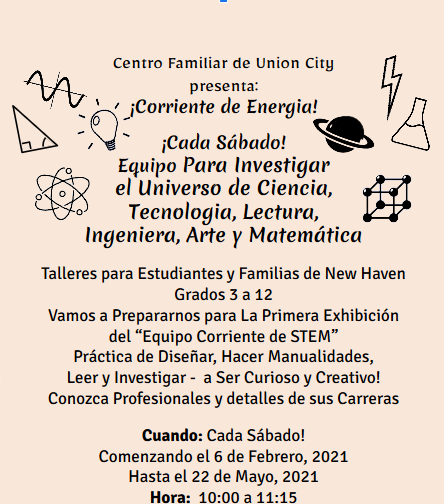 Centro Familiar de Union City
presenta:
¡Corriente de Energia!
¡Cada Sábado!
Equipo Para Investigar
el Universo de Ciencia,
Tecnologia, Lectura,
Ingeniera, Arte y Matemática
Talleres para Estudiantes y Familias de New Haven
Grados 3 a 12
Vamos a Prepararnos para La Primera Exhibición
del “Equipo Corriente de STEM”
Práctica de Diseñar, Hacer Manualidades,
Leer y Investigar -  a Ser Curioso y Creativo!
Conozca Profesionales y detalles de sus Carreras
Cuando: Cada Sábado!
Comenzando el 6 de Febrero, 2021
Hasta el 22 de Mayo, 2021
Hora:  10:00 a 11:15